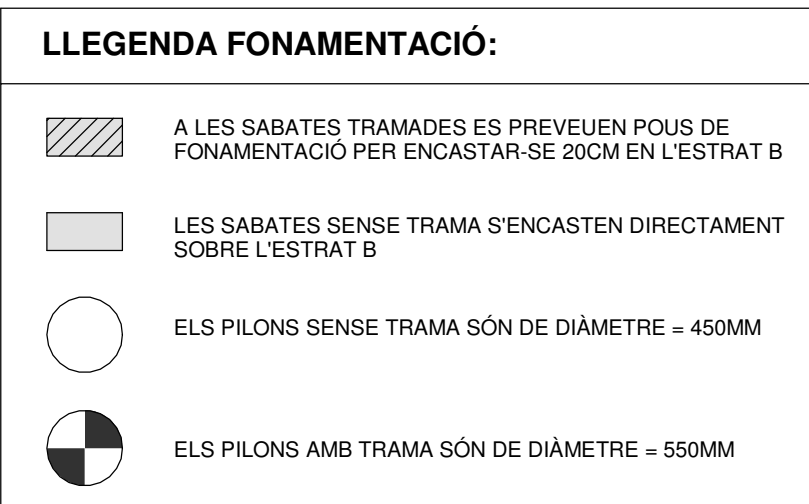 LLEGENDA FONAMENTACIÓ:
A LES SABATES TRAMADES ES PREVEUEN POUS DE
FONAMENTACIÓ PER ENCASTAR-SE 20CM EN L'ESTRAT B
LES SABATES SENSE TRAMA S'ENCASTEN DIRECTAMENT
SOBRE L'ESTRAT B
ELS PILONS SENSE TRAMA SÓN DE DIÀMETRE = 450MM
ELS PILONS AMB TRAMA SÓN DE DIÀMETRE = 550MM